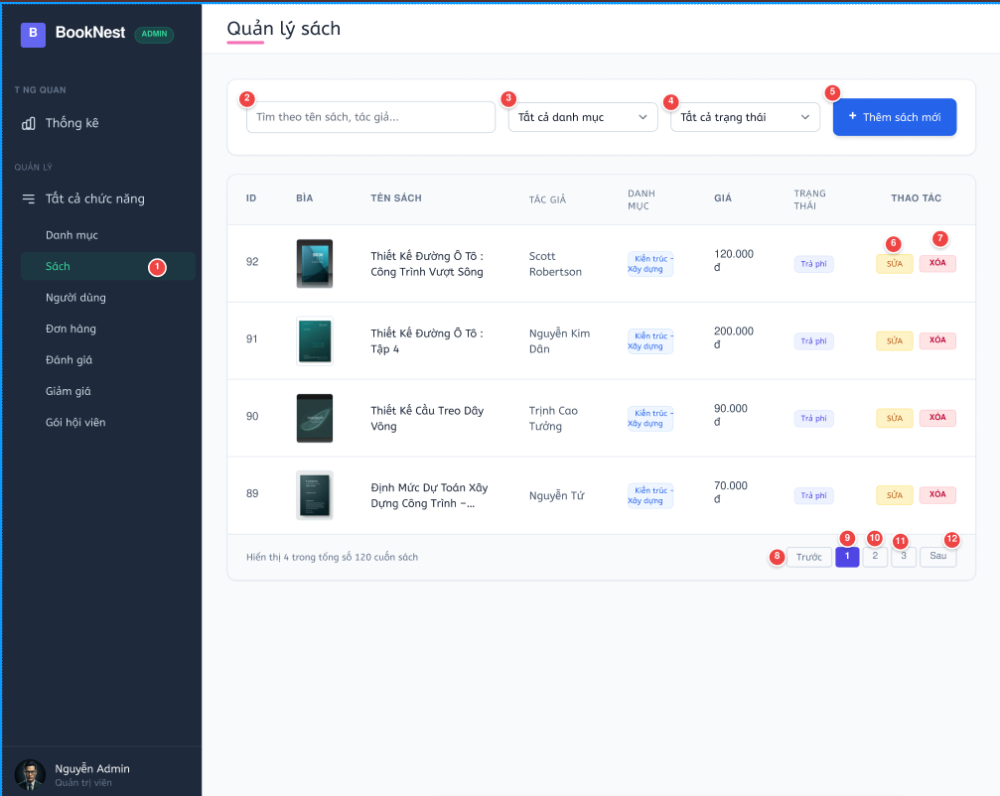 B BookNest ADMIN
Quản lý sách
T NG QUAN
Thống kê
QUẢN LÝ
Tất cả chức năng
Danh mục
Sách 1
Người dùng
Đơn hàng
Đánh giá
Giảm giá
Gói hội viên
Nguyễn Admin
Quản trị viên
2 3 4 5
Tìm theo tên sách, tác giả... Tất cả danh mục Tất cả trạng thái + Thêm sách mới
ID BÌA TÊN SÁCH TÁC GIẢ DANH MỤC GIÁ TRẠNG THÁI THAO TÁC
6 7
92 Thiết Kế Đường Ô Tô : Scott Kiến trúc - 120.000 Trả phí SỬA XÓA
Công Trình Vượt Sông Robertson Xây dựng đ
91 Thiết Kế Đường Ô Tô : Nguyễn Kim Kiến trúc - 200.000 Trả phí SỬA XÓA
Tập 4 Dân Xây dựng đ
90 Thiết Kế Cầu Treo Dây Trịnh Cao Kiến trúc - 90.000 Trả phí SỬA XÓA
Võng Tưởng Xây dựng đ
89 Định Mức Dự Toán Xây Nguyễn Tứ Kiến trúc - 70.000 Trả phí SỬA XÓA
Dựng Công Trình –... Xây dựng đ
9 10 11 12
Hiển thị 4 trong tổng số 120 cuốn sách 8 Trước 1 2 3 Sau